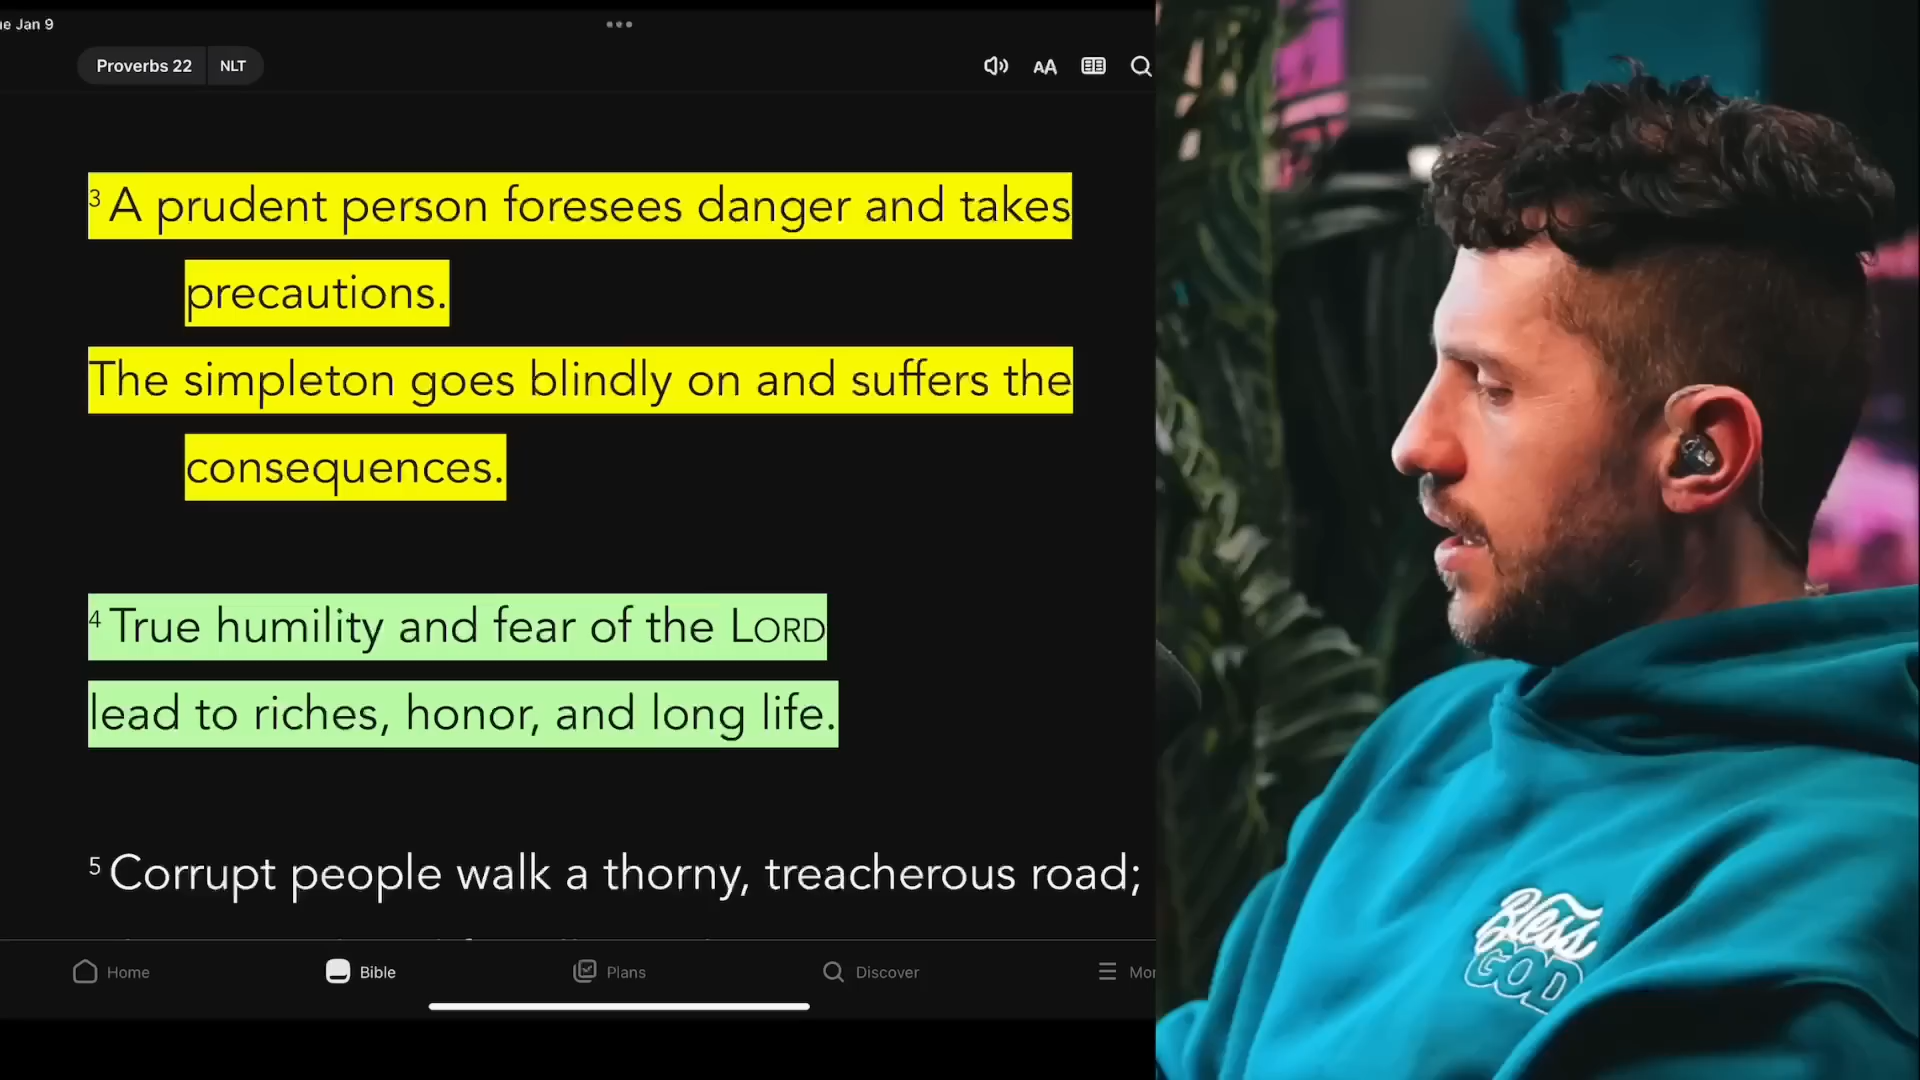 ue Jan 9
Proverbs 22 NLT
AA
3 A prudent person foresees danger and takes
precautions.
The simpleton goes blindly on and suffers the
consequences.
4 True humility and fear of the LORD
lead to riches, honor, and long life.
5 Corrupt people walk a thorny, treacherous road;
Home Bible Plans Discover Mor
Bless
GOD